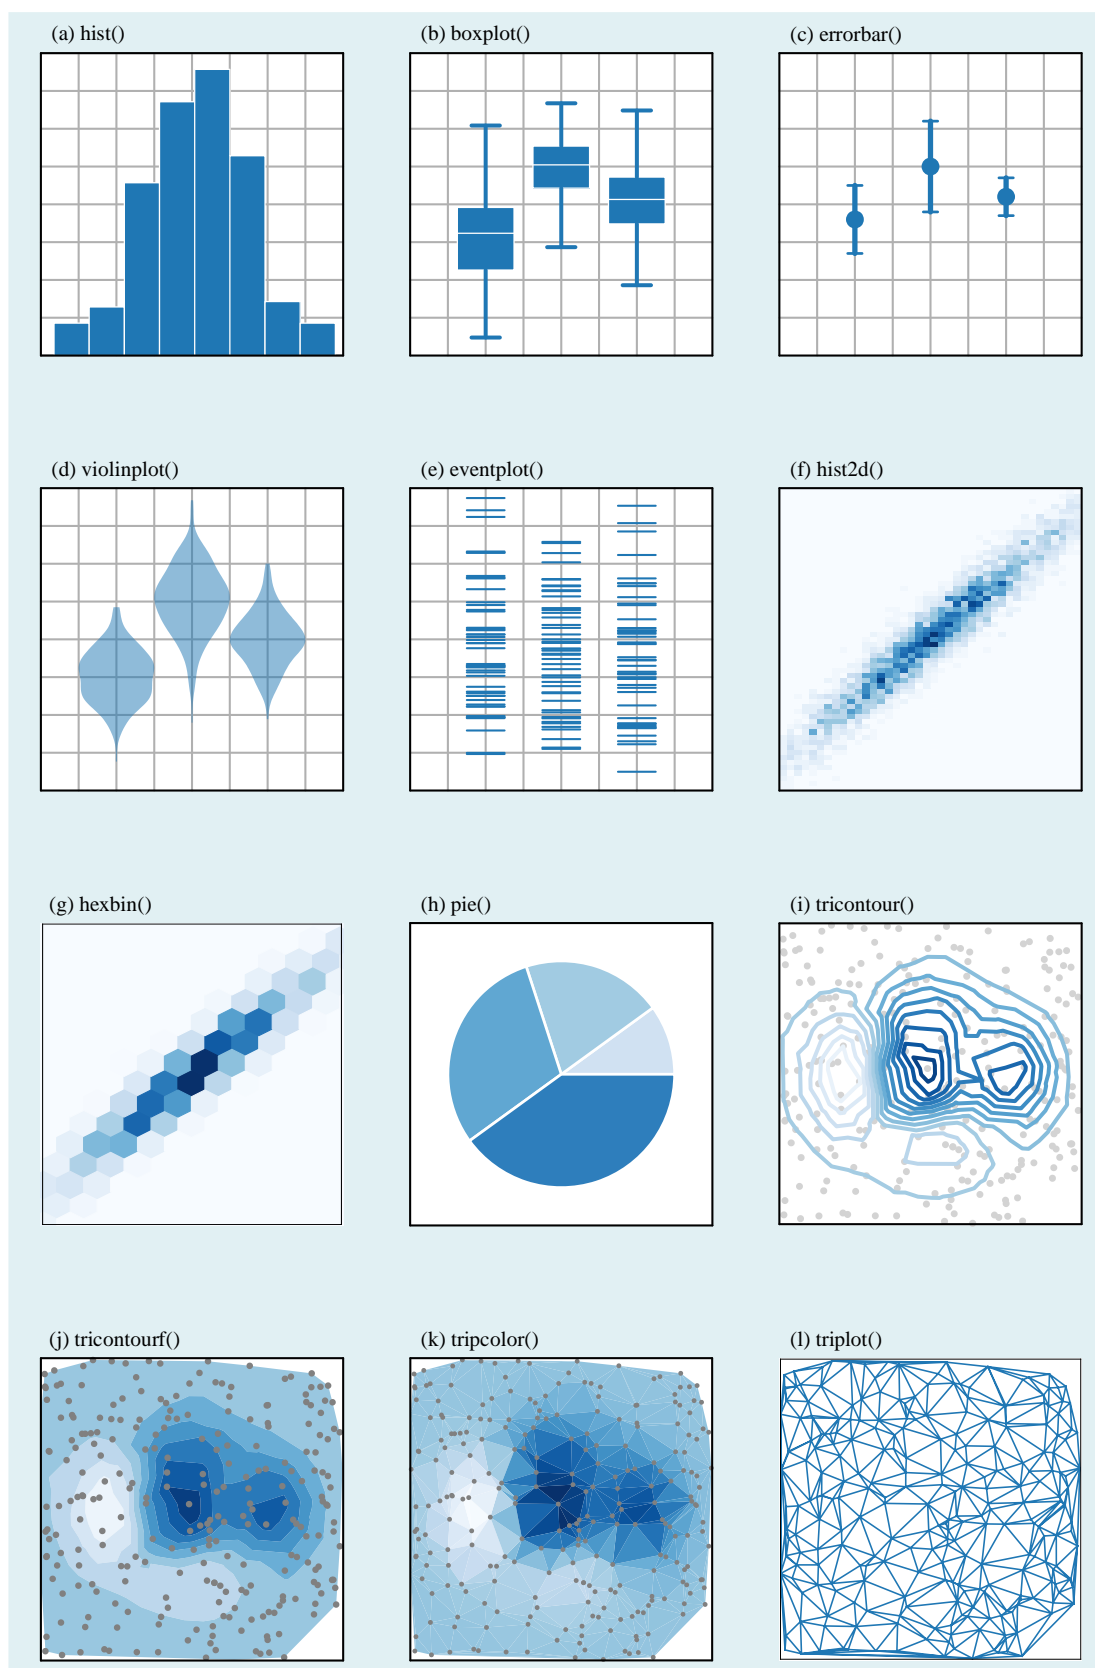 (a) hist()
(b) boxplot()
(c) errorbar()
(d) violinplot()
(e) eventplot()
(f) hist2d()
(g) hexbin()
(h) pie()
(i) tricontour()
(j) tricontourf()
(k) tripcolor()
(l) triplot()